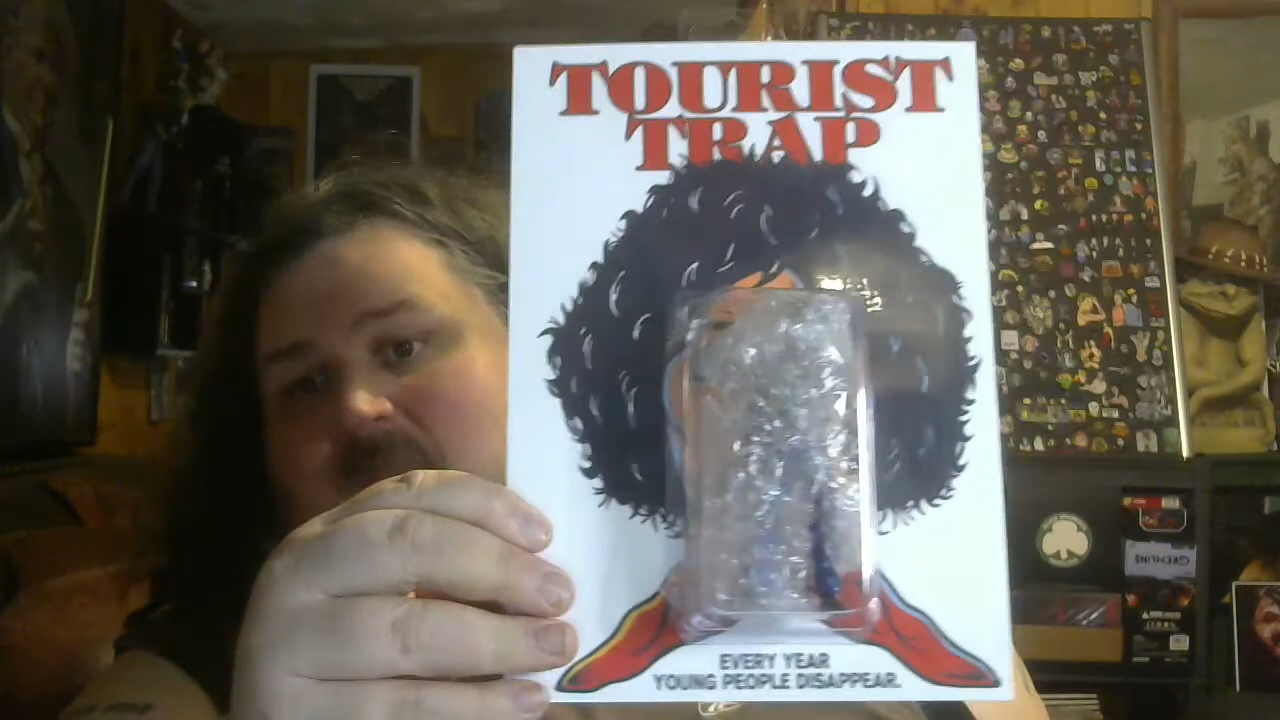 TOURIST
TRAP
EVERY YEAR
YOUNG PEOPLE DISAPPEAR.
GREMLINS